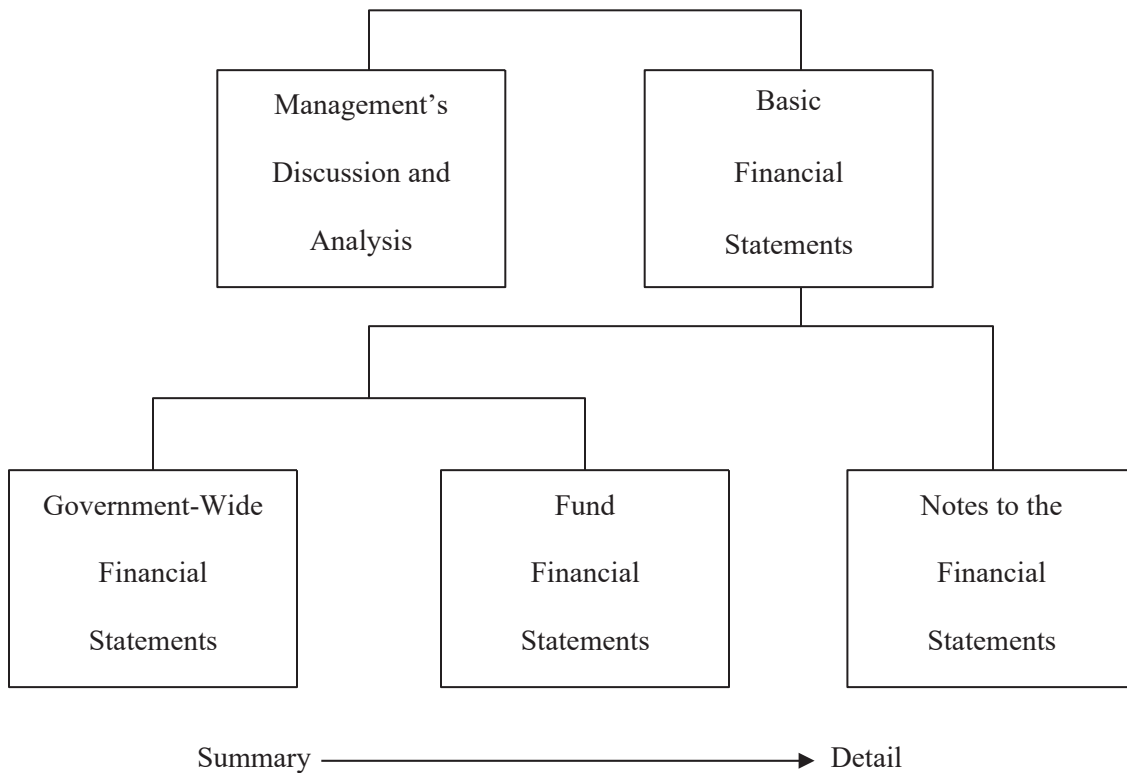 Management’s
Discussion and
Analysis
Basic
Financial
Statements
Government-Wide
Financial
Statements
Fund
Financial
Statements
Notes to the
Financial
Statements
Summary
Detail